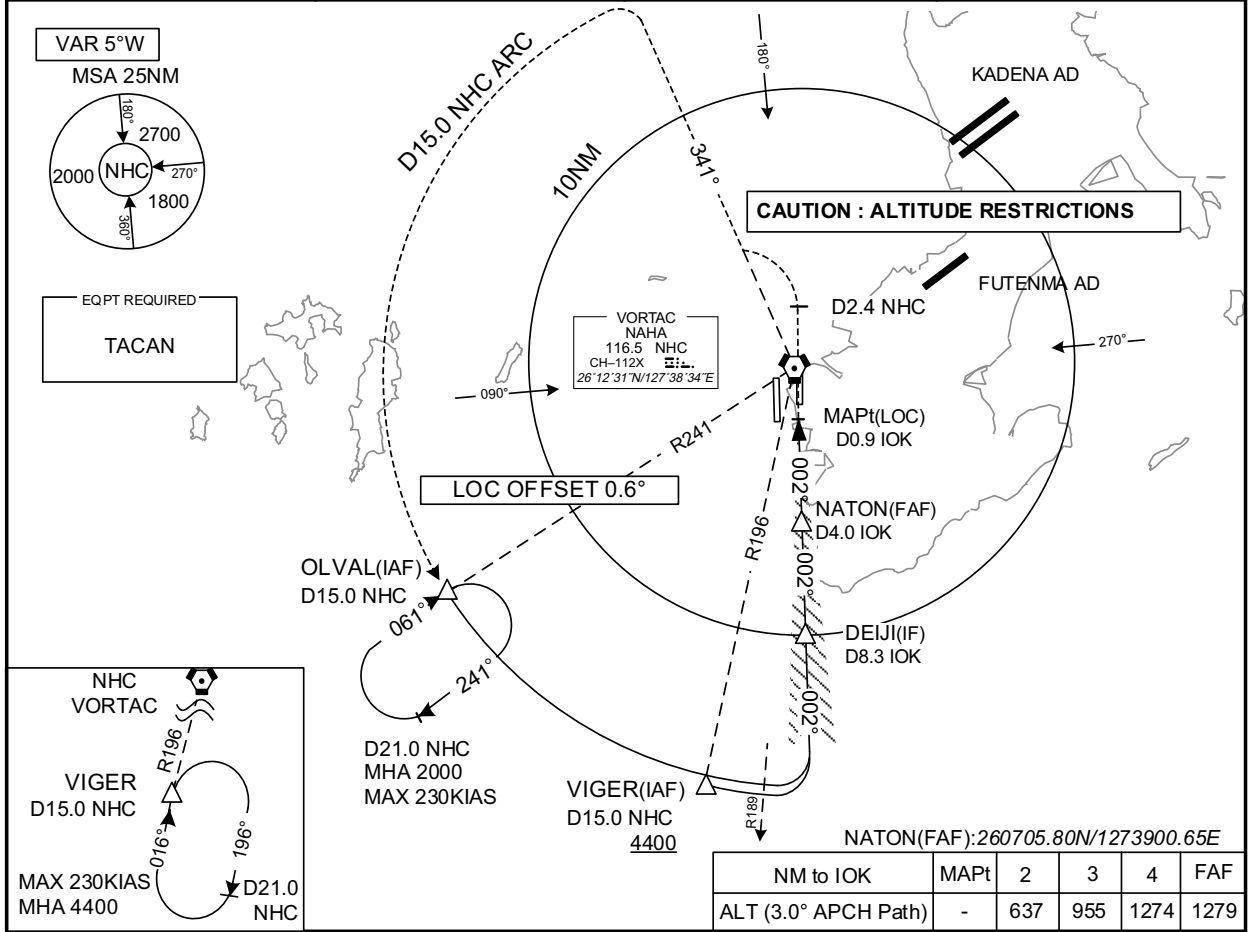 VAR 5°W
MSA 25NM
180°
2700
2000
NHC
270°
1800
360°
EQPT REQUIRED
TACAN
D15.0 NHC ARC
10NM
341°
180°
KADENA AD
CAUTION : ALTITUDE RESTRICTIONS
FUTENMA AD
D2.4 NHC
270°
090°
VORTAC
NAHA
116.5 NHC
CH–112X
26°12'31"N/127°38'34"E
R241
MAPt(LOC)
D0.9 IOK
002°
LOC OFFSET 0.6°
R196
NATON(FAF)
D4.0 IOK
002°
OLVAL(IAF)
D15.0 NHC
061°
241°
DEIJI(IF)
D8.3 IOK
002°
D21.0 NHC
MHA 2000
MAX 230KIAS
VIGER(IAF)
D15.0 NHC
4400
R189
NHC
VORTAC
R196
VIGER
D15.0 NHC
016°
196°
MAX 230KIAS
MHA 4400
D21.0
NHC
NATON(FAF):260705.80N/1273900.65E
NM to IOK MAPt 2 3 4 FAF
ALT (3.0° APCH Path) - 637 955 1274 1279